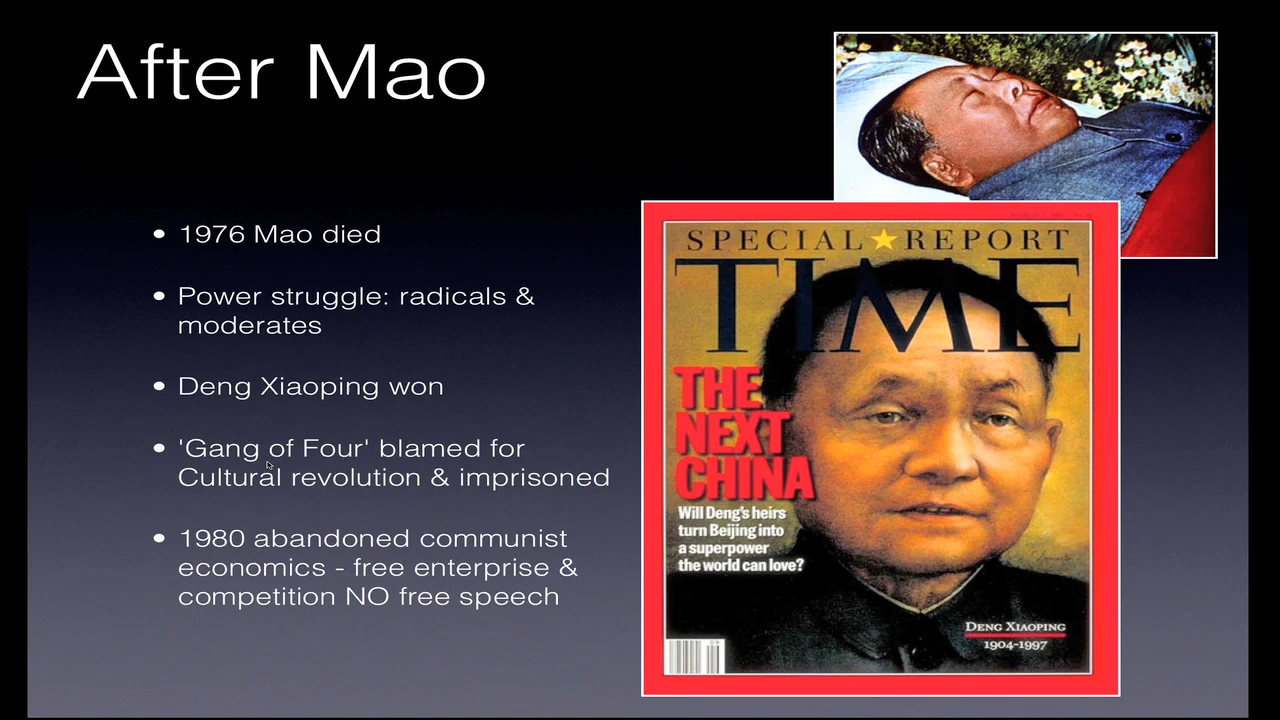 After Mao
• 1976 Mao died
• Power struggle: radicals &
moderates
• Deng Xiaoping won
• 'Gang of Four' blamed for
Cultural revolution & imprisoned
• 1980 abandoned communist
economics - free enterprise &
competition NO free speech
SPECIAL★REPORT
TIME
THE
NEXT
CHINA
Will Deng's heirs
turn Beijing into
a superpower
the world can love?
DENG XIAOPING
1904-1997